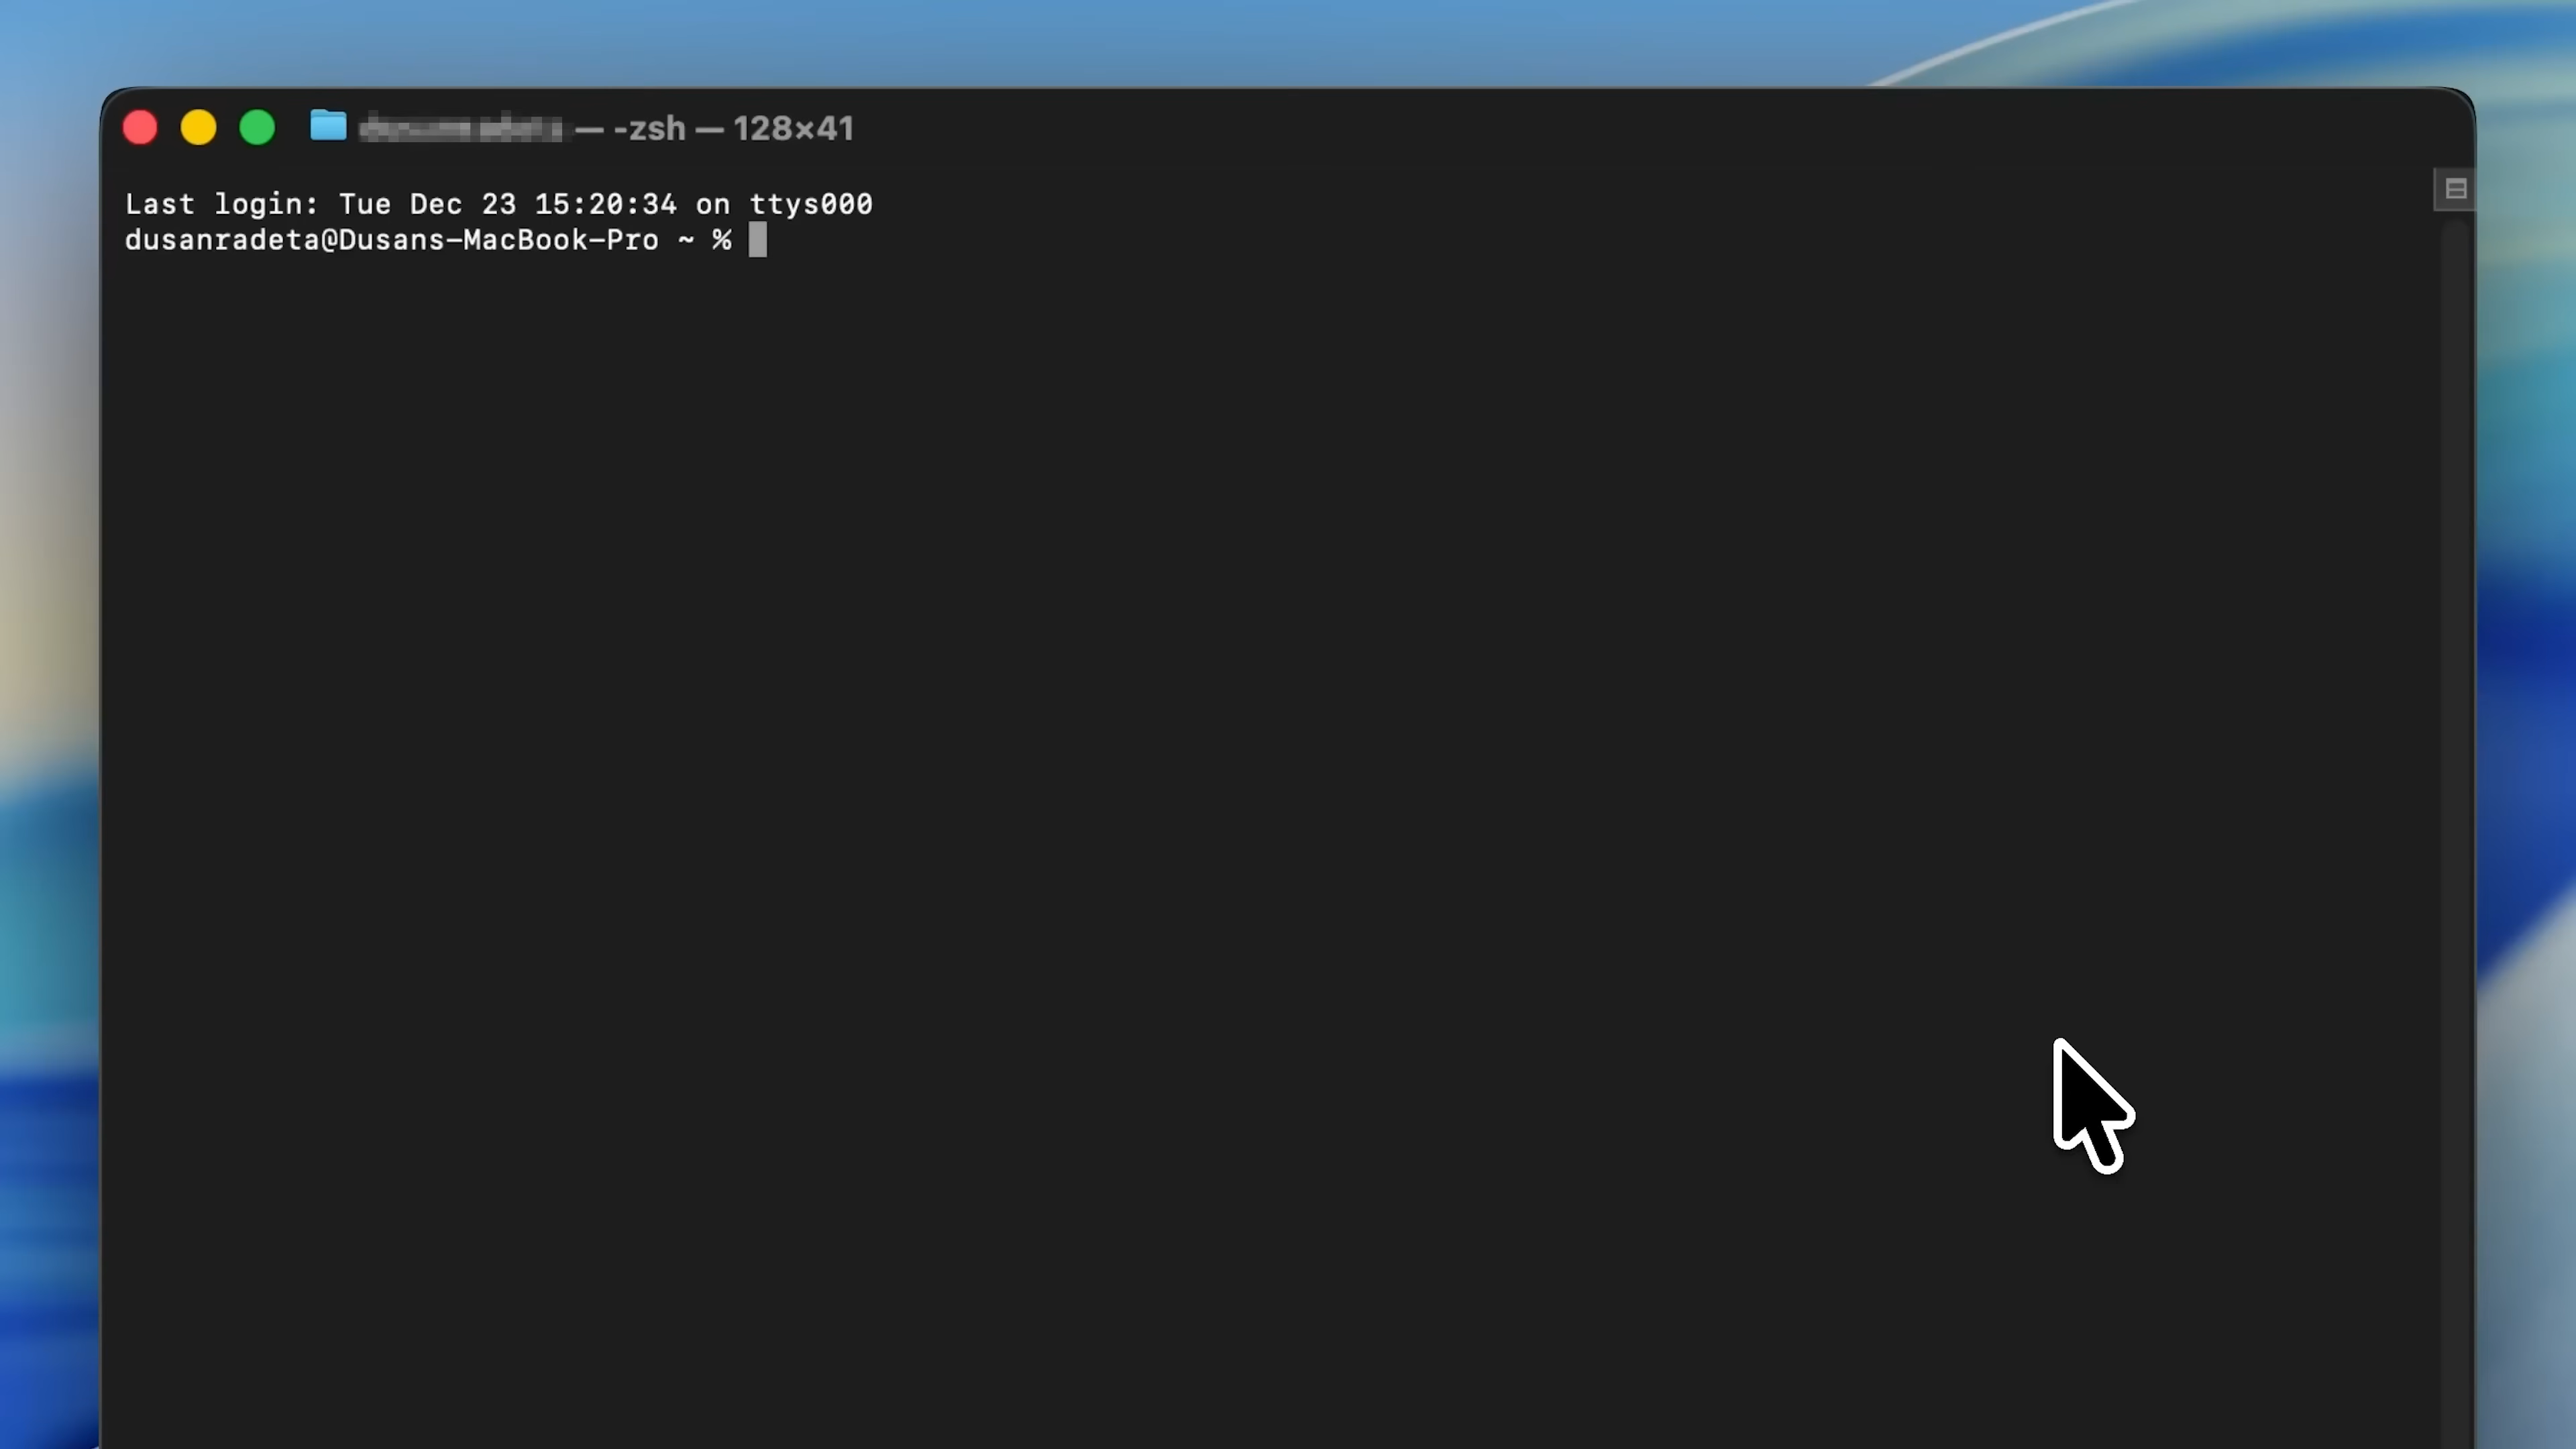 — -zsh — 128×41
Last login: Tue Dec 23 15:20:34 on ttys000
dusanradeta@Dusans-MacBook-Pro ~ %